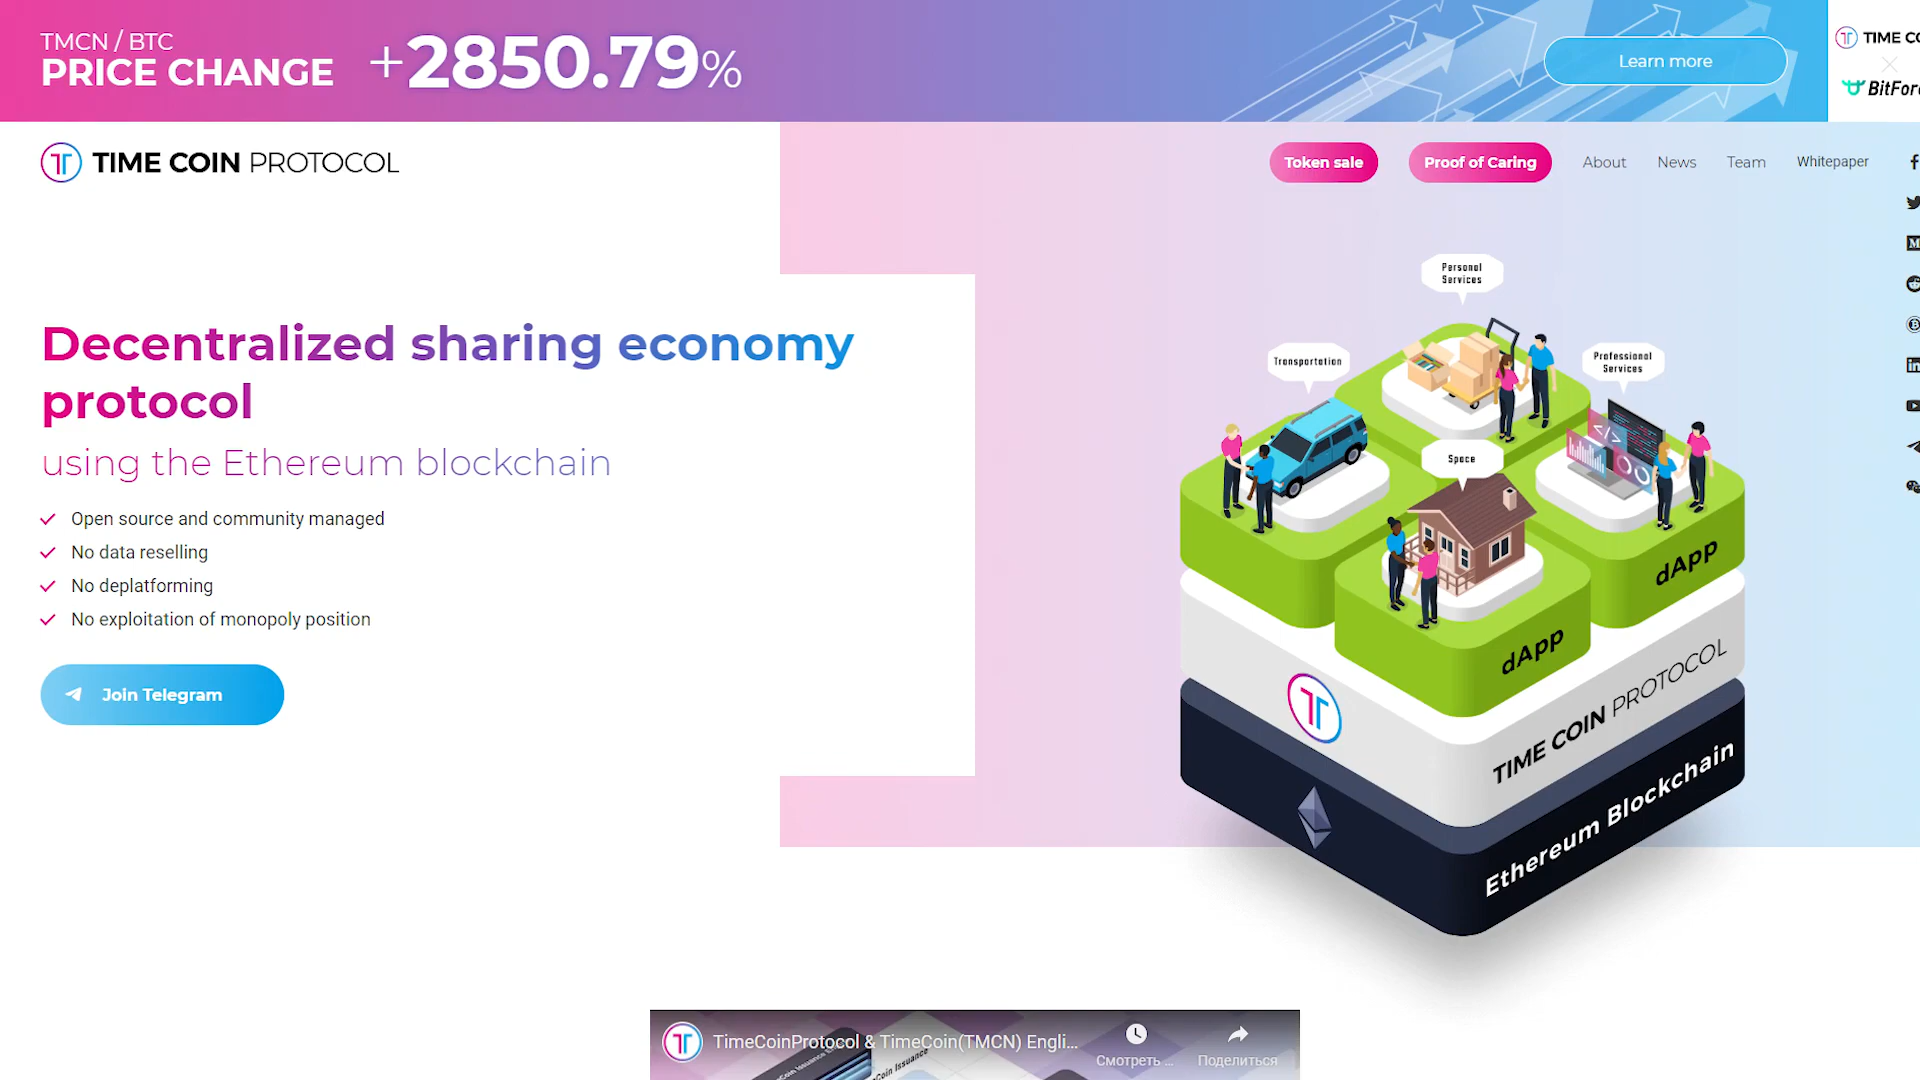 TMCN / BTC
PRICE CHANGE
+2850.79%
Learn more
TIME CO
BitFore
TIME COIN PROTOCOL
Token sale
Proof of Caring
About
News
Team
Whitepaper
Decentralized sharing economy
protocol
using the Ethereum blockchain
Open source and community managed
No data reselling
No deplatforming
No exploitation of monopoly position
Join Telegram
Personal
Services
Transportation
Professional
Services
Space
dApp
dApp
TIME COIN PROTOCOL
Ethereum Blockchain
TimeCoinProtocol & TimeCoin(TMCN) Engli...
Смотреть ...
Поделиться